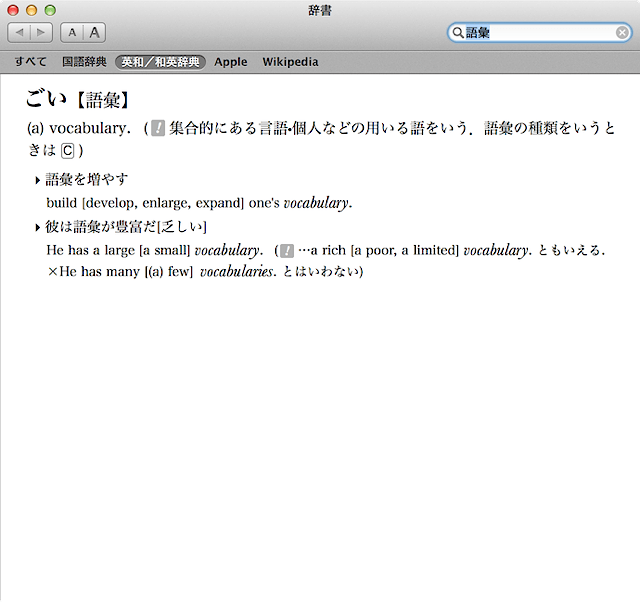 辞書
A A
語彙
すべて 国語辞典 英和／和英辞典 Apple Wikipedia
ごい【語彙】
(a) vocabulary. (! 集合的にある言語・個人などの用いる語をいう．語彙の種類をいうと
きは C )
語彙を増やす
build [develop, enlarge, expand] one's vocabulary.
彼は語彙が豊富だ[乏しい]
He has a large [a small] vocabulary. (! …a rich [a poor, a limited] vocabulary. ともいえる.
×He has many [(a) few] vocabularies. とはいわない)